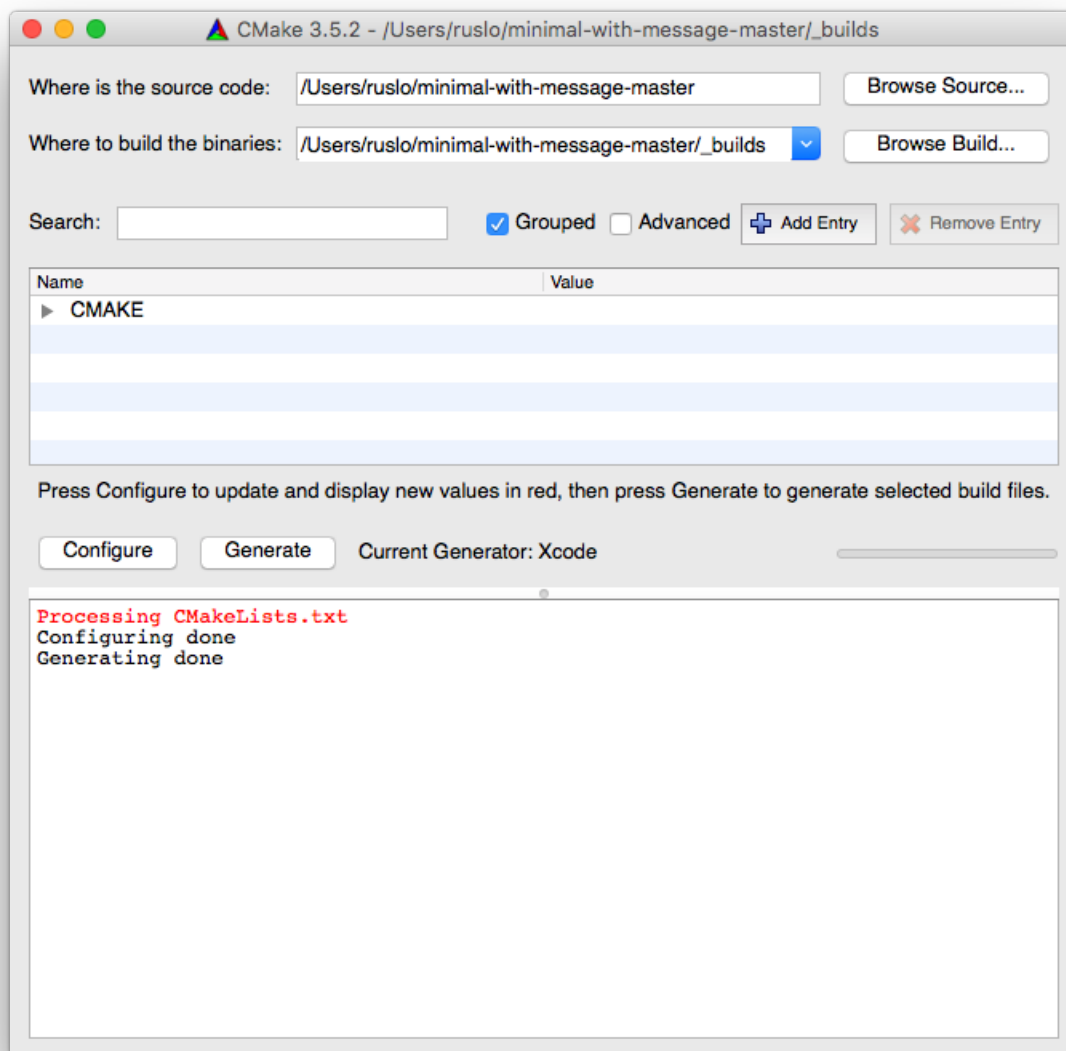 CMake 3.5.2 - /Users/ruslo/minimal-with-message-master/_builds
Where is the source code: /Users/ruslo/minimal-with-message-master Browse Source...
Where to build the binaries: /Users/ruslo/minimal-with-message-master/_builds Browse Build...
Search: Grouped Advanced Add Entry Remove Entry
Name Value
CMAKE
Press Configure to update and display new values in red, then press Generate to generate selected build files.
Configure Generate Current Generator: Xcode
Processing CMakeLists.txt
Configuring done
Generating done